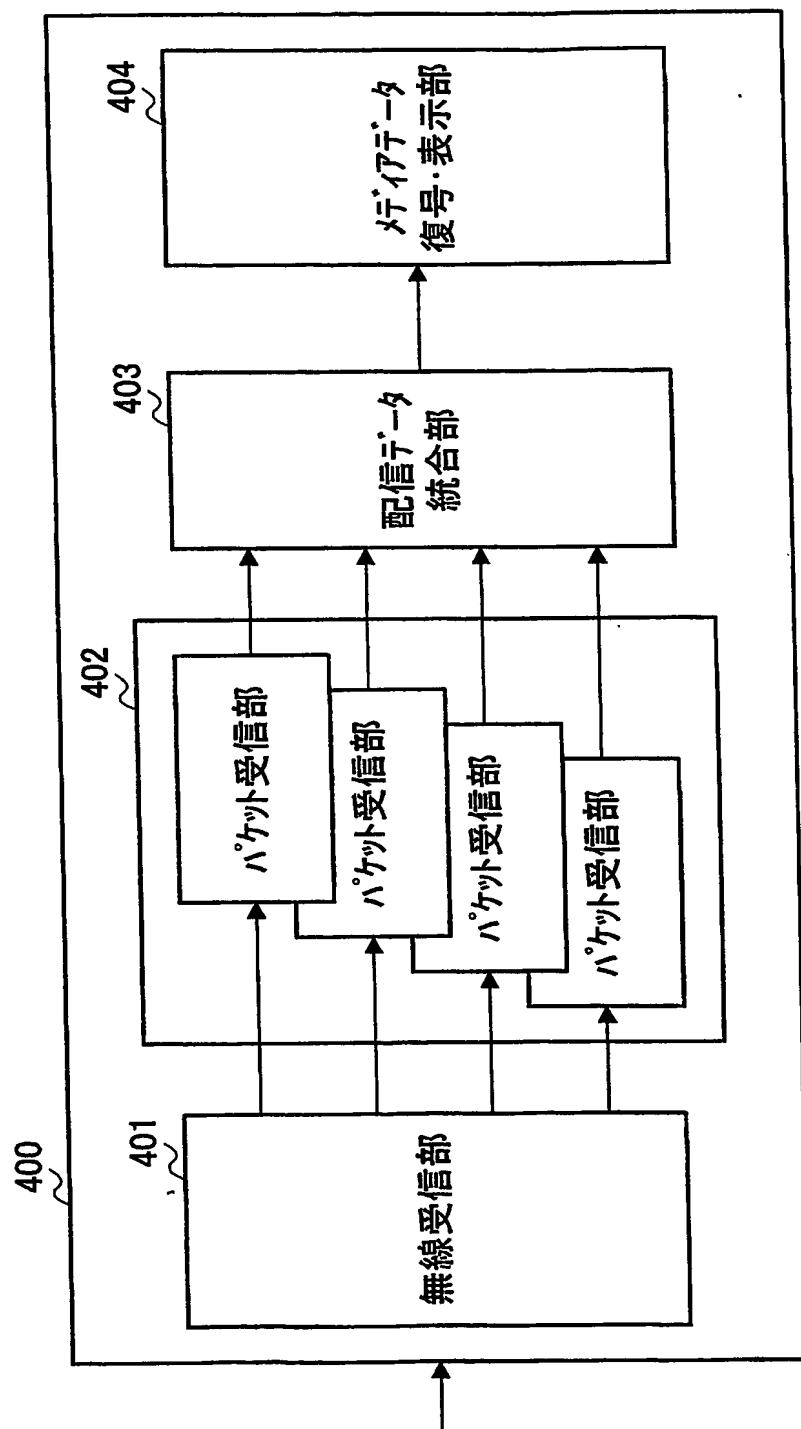 400
401
無線受信部
402
パケット受信部
パケット受信部
パケット受信部
パケット受信部
403
配信データ
統合部
404
メディアデータ
復号・表示部